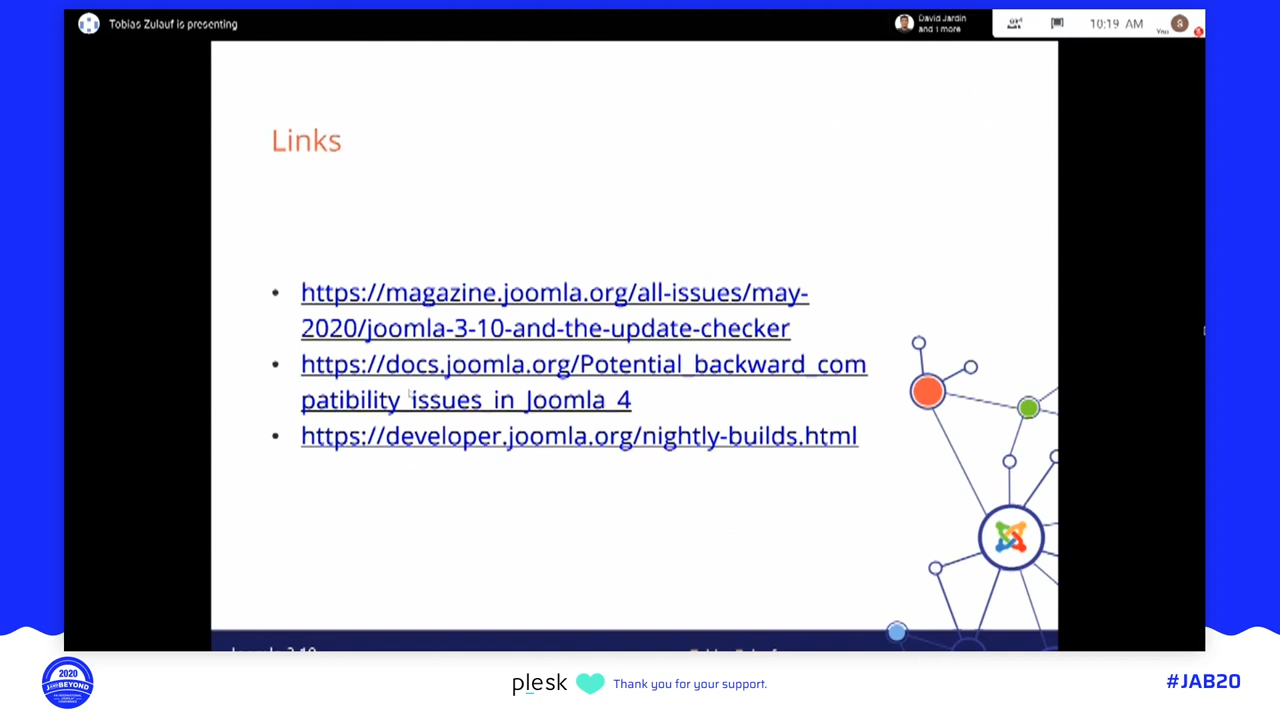 Tobias Zulauf is presenting
David Jardin
and 1 more
10:19 AM
You
S
Links
• https://magazine.joomla.org/all-issues/may-
2020/joomla-3-10-and-the-update-checker
• https://docs.joomla.org/Potential_backward_com
patibility_issues_in_Joomla_4
• https://developer.joomla.org/nightly-builds.html
2020
JANDBEYOND
plesk
Thank you for your support.
#JAB20